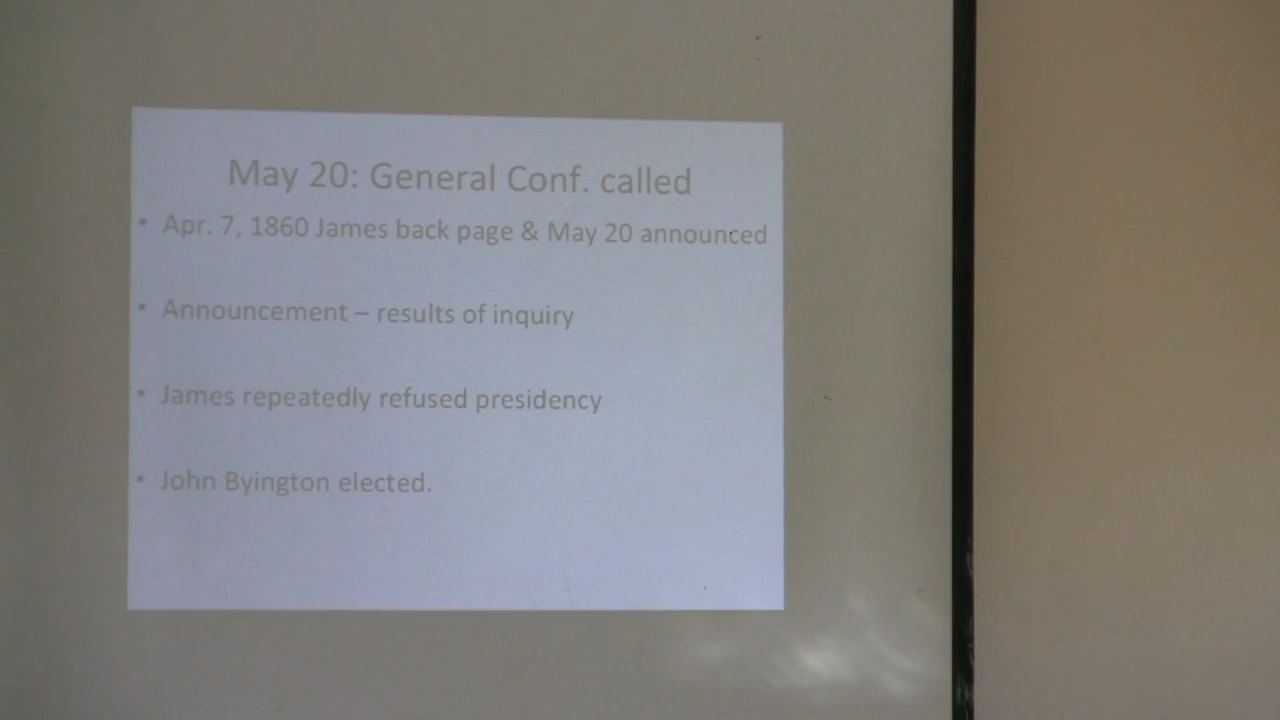 May 20: General Conf. called
• Apr. 7, 1860 James back page & May 20 announced
• Announcement – results of inquiry
• James repeatedly refused presidency
• John Byington elected.